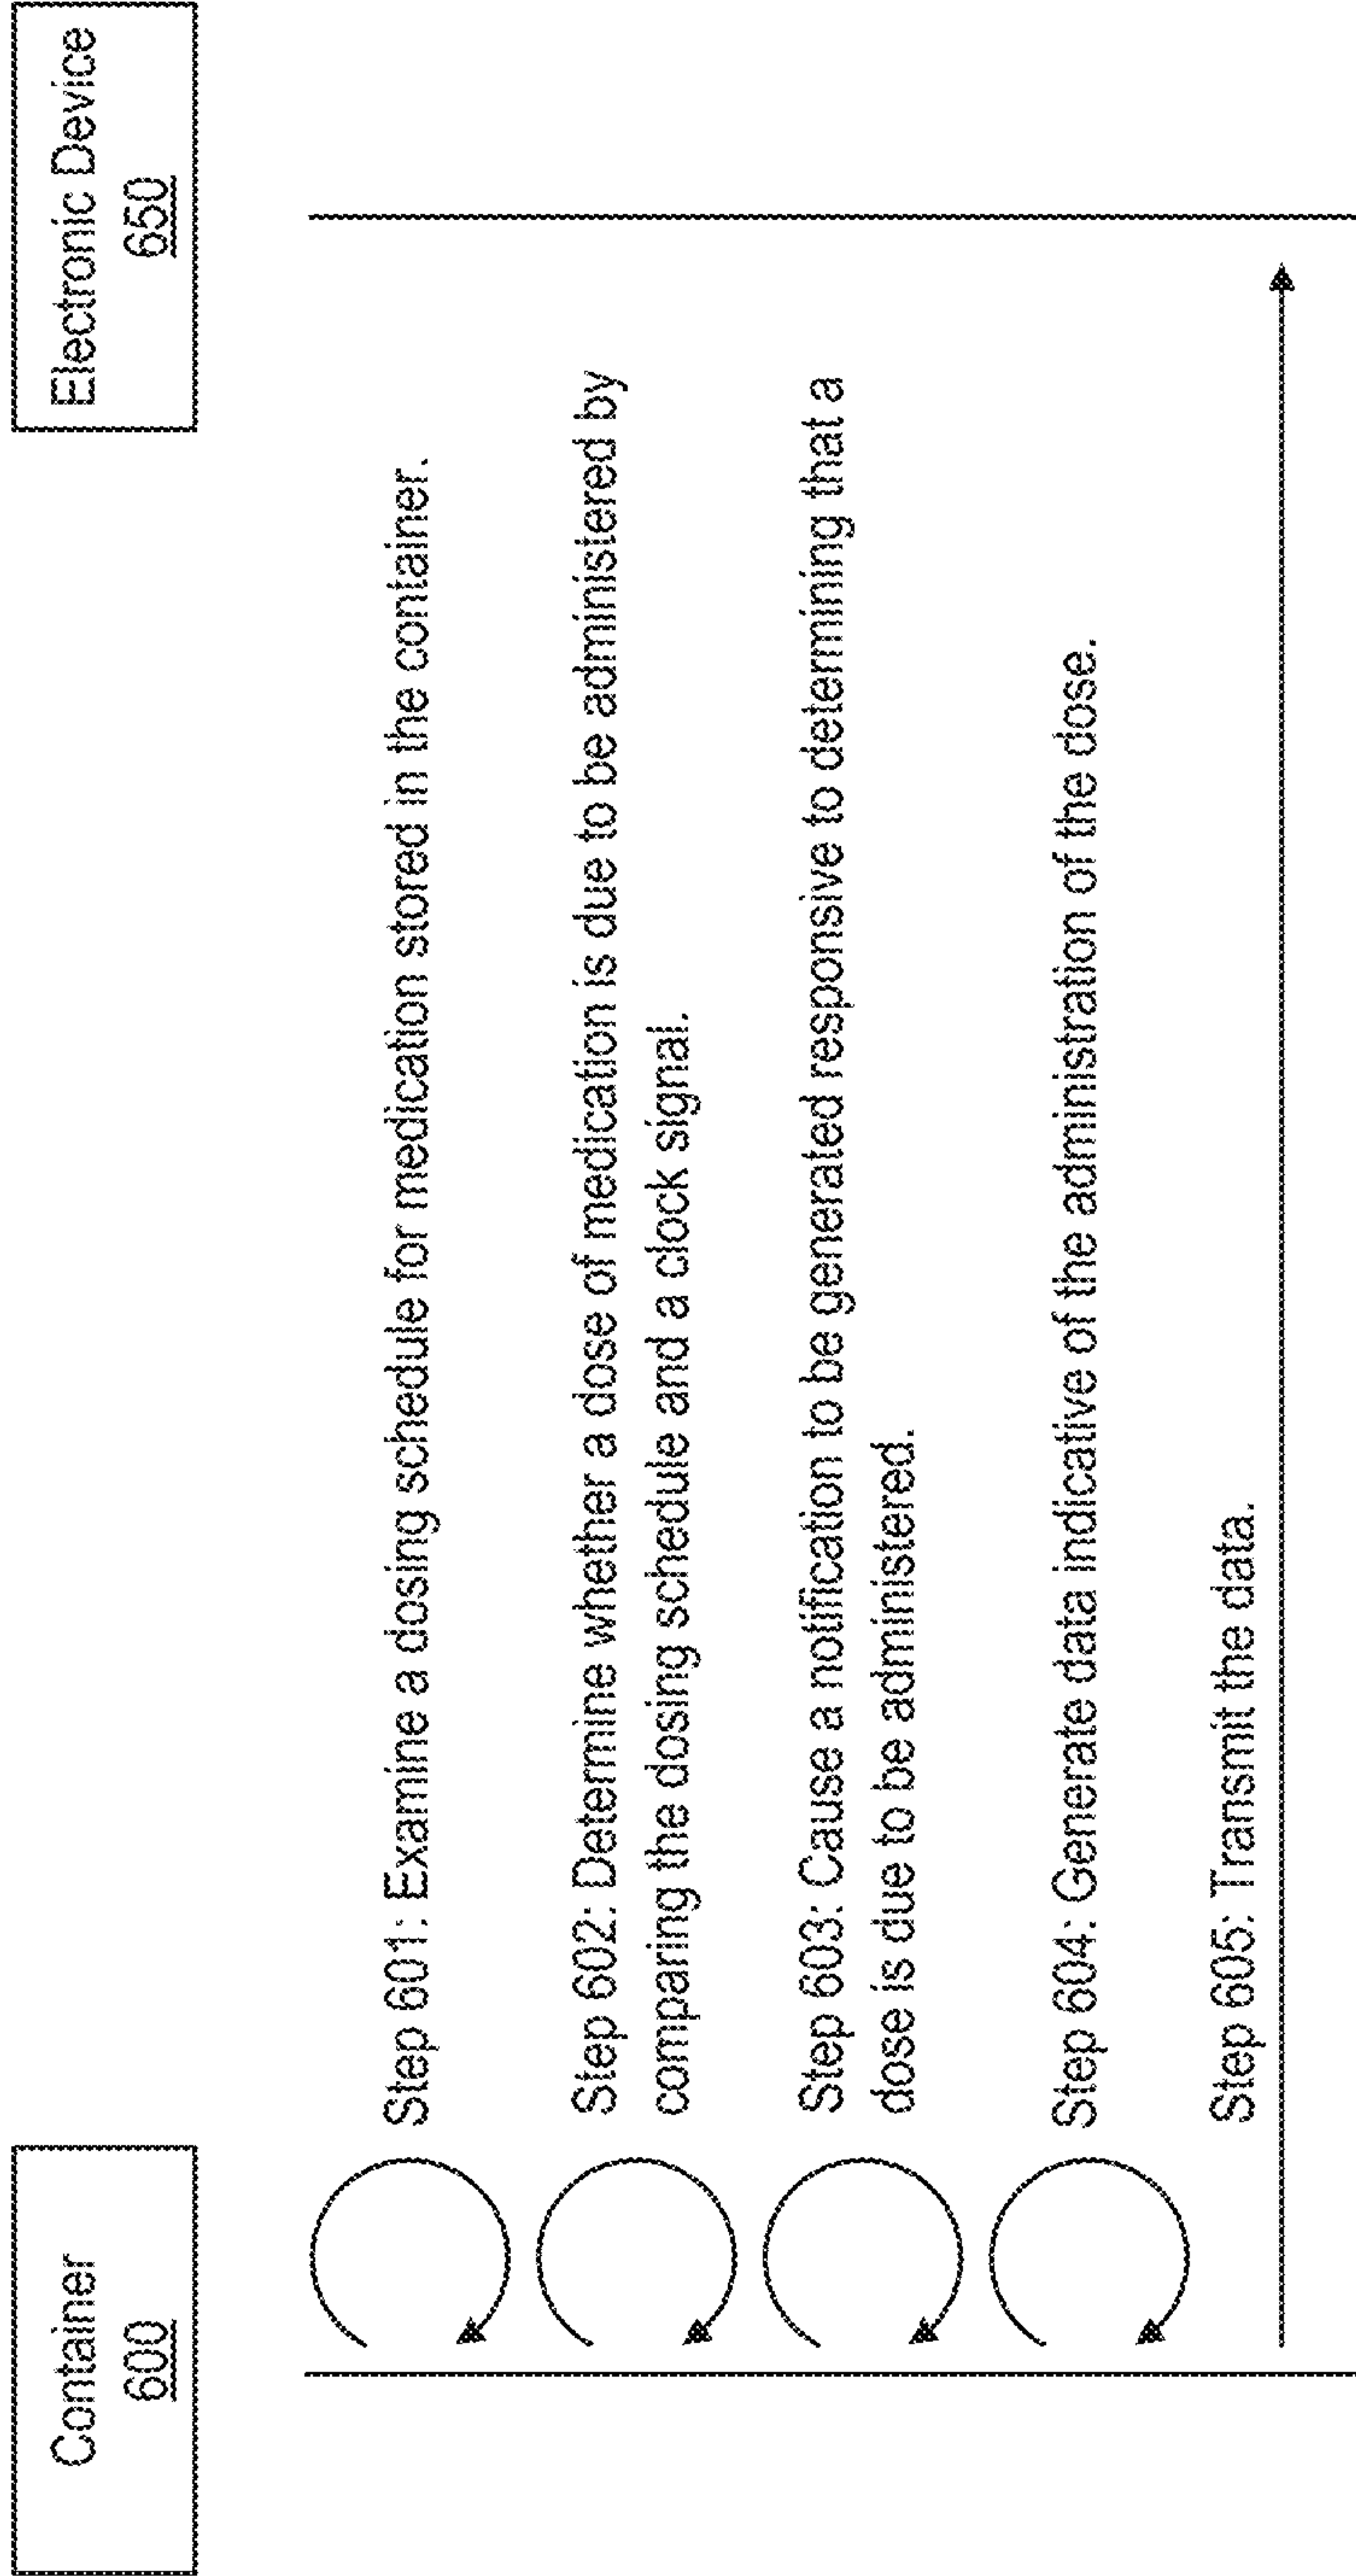 Container
600
Electronic Device
650
Step 601: Examine a dosing schedule for medication stored in the container.
Step 602: Determine whether a dose of medication is due to be administered by
comparing the dosing schedule and a clock signal.
Step 603: Cause a notification to be generated responsive to determining that a
dose is due to be administered.
Step 604: Generate data indicative of the administration of the dose.
Step 605: Transmit the data.